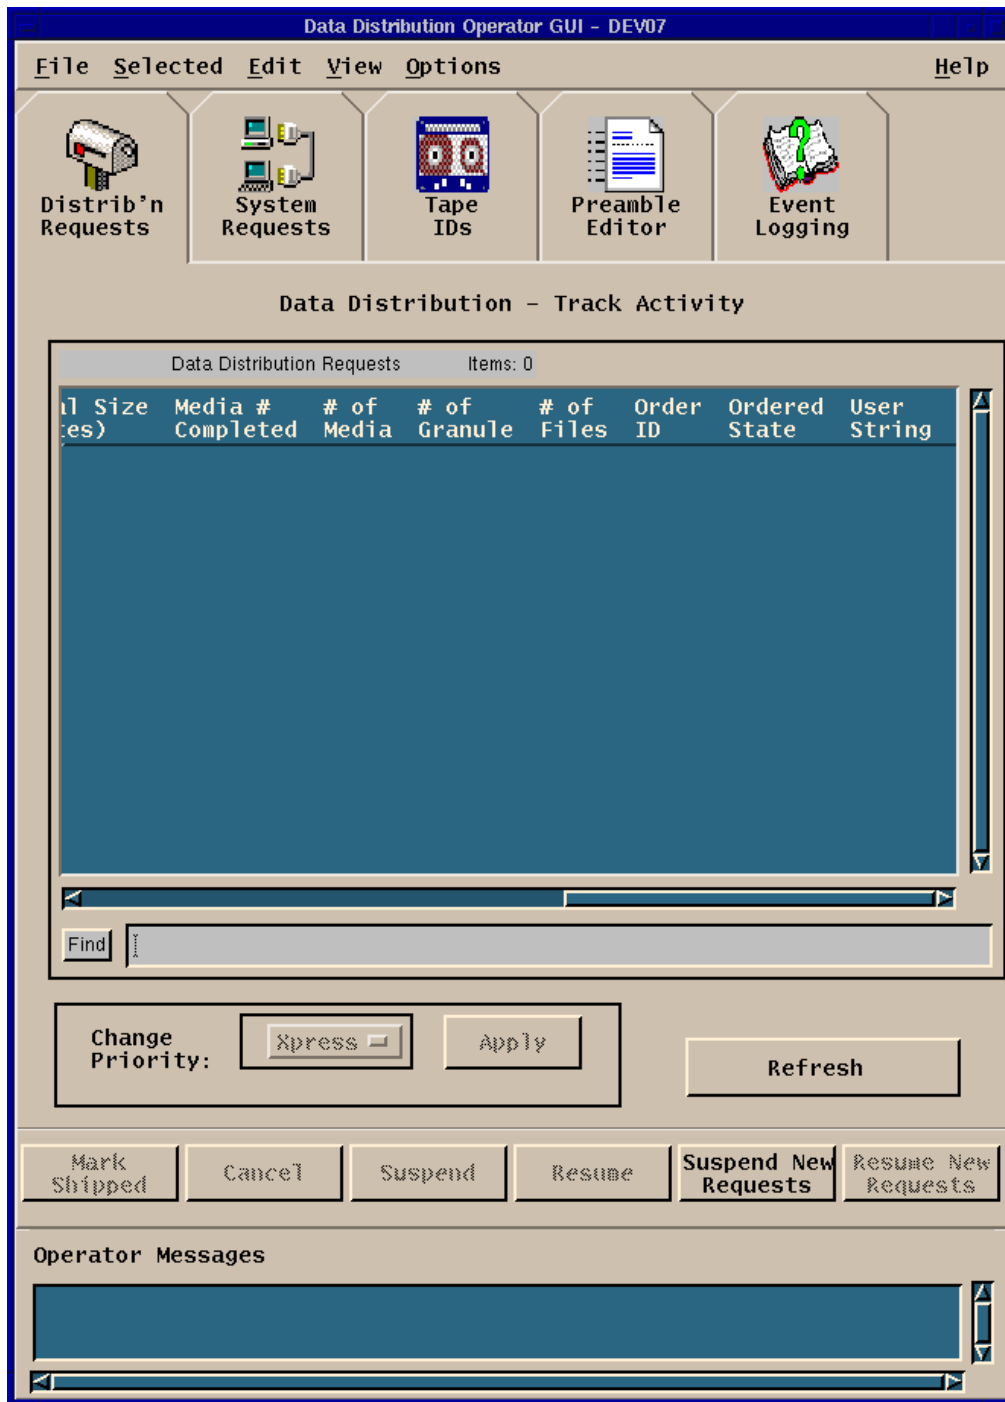 Data Distribution Operator GUI - DEV07
File Selected Edit View Options Help
Distrib'n
Requests
System
Requests
Tape
IDs
Preamble
Editor
Event
Logging
Data Distribution - Track Activity
Data Distribution Requests Items: 0
al Size
tes)
Media #
Completed
# of
Media
# of
Granule
# of
Files
Order
ID
Ordered
State
User
String
Find
Change
Priority:
Xpress
Apply
Refresh
Mark
Shipped
Cancel
Suspend
Resume
Suspend New
Requests
Resume New
Requests
Operator Messages